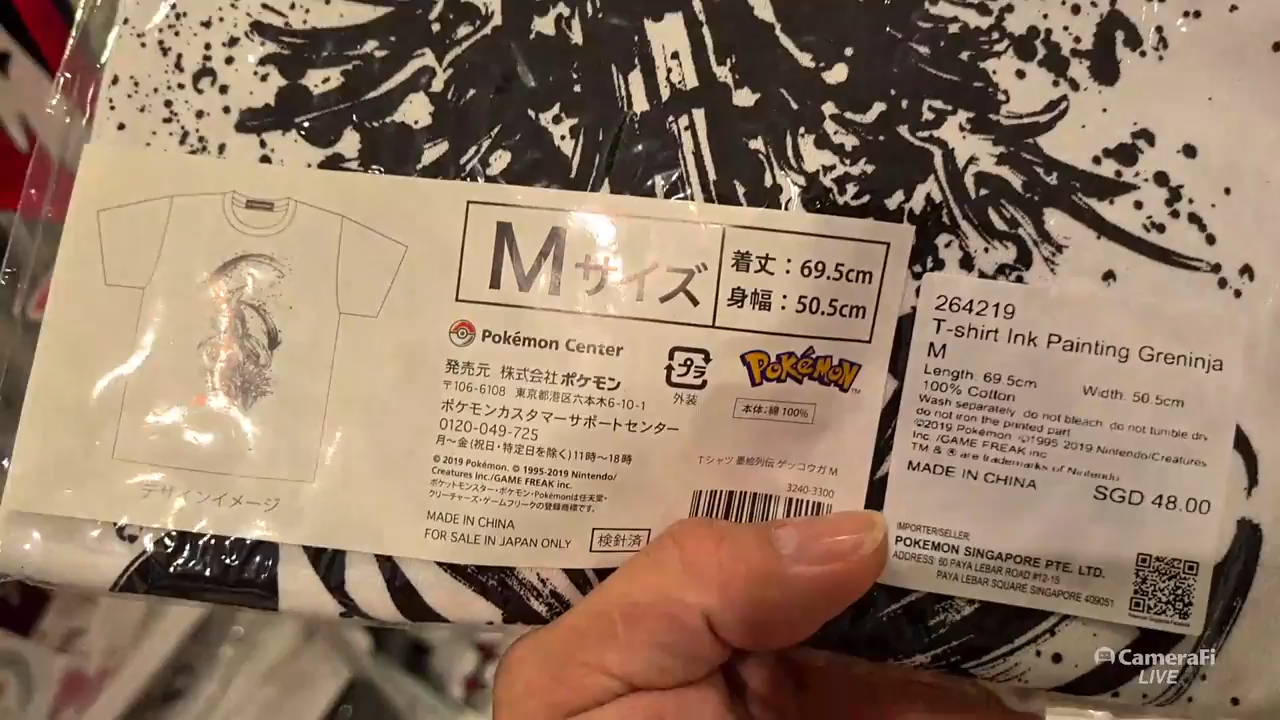 Mサイズ
着丈：69.5cm
身幅：50.5cm
Pokémon Center
発売元 株式会社ポケモン
〒106-6108 東京都港区六本木6-10-1
ポケモンカスタマーサポートセンター
0120-049-725
月～金(祝日・特定日を除く)11時～18時
© 2019 Pokémon. © 1995-2019 Nintendo/
Creatures Inc./GAME FREAK inc.
ポケットモンスター・ポケモン・Pokémonは任天堂・
クリーチャーズ・ゲームフリークの登録商標です。
MADE IN CHINA
FOR SALE IN JAPAN ONLY
検針済
プラ
外装
POKéMON™
本体：綿 100%
Tシャツ 墨絵列伝 ゲッコウガ M
3240-3300
デザインイメージ
264219
T-shirt Ink Painting Greninja
M
Length: 69.5cm Width: 50.5cm
100% Cotton
Wash separately do not bleach do not tumble dry
do not iron the printed part
©2019 Pokémon ©1995 2019 Nintendo/Creatures
Inc./GAME FREAK inc
TM & ® are trademarks of Nintendo
MADE IN CHINA
SGD 48.00
IMPORTER/SELLER:
POKEMON SINGAPORE PTE. LTD.
ADDRESS: 60 PAYA LEBAR ROAD #12-15
PAYA LEBAR SQUARE SINGAPORE 409051
CameraFi
LIVE